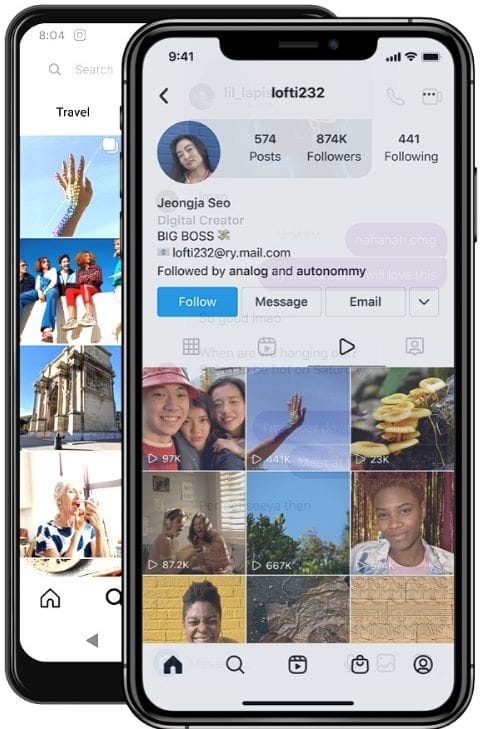 8:04
Search
Travel
9:41
lil_lapis
lofti232
574
874K
441
Posts
Followers
Following
Jeongja Seo
Digital Creator
BIG BOSS
lofti232@ry.mail.com
Followed by analog and autonommy
12:14 PM
hahahah omg
will love this
Follow
Message
Email
So good lmao
When are we hanging out?
hot on Saturday
97K
441K
23K
Meet at
seeya then
87.2K
667K